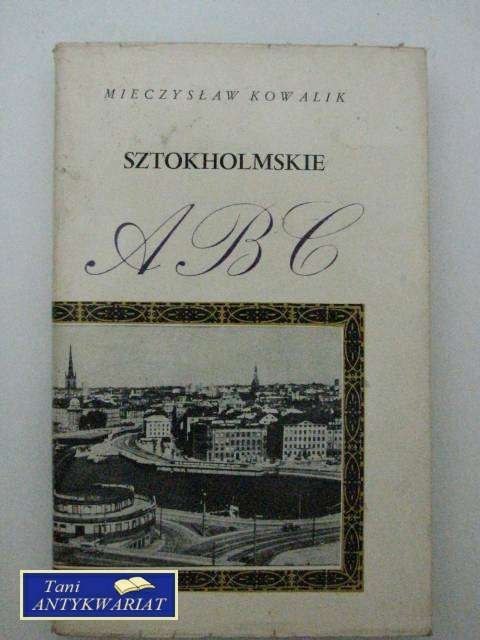 MIECZYSŁAW KOWALIK
SZTOKHOLMSKIE
ABC
Tani
ANTYKWARIAT